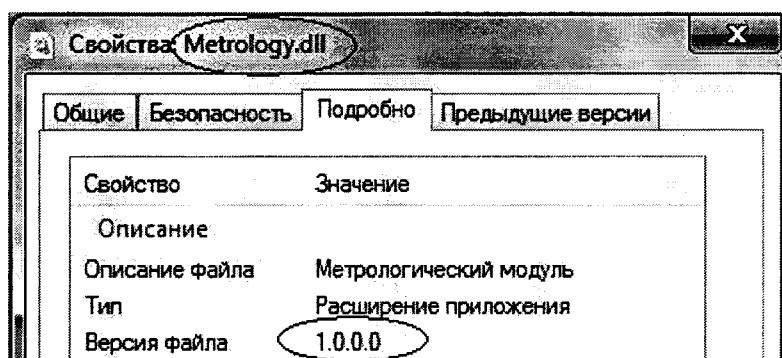 Свойства: Metrology.dll
Общие Безопасность Подробно Предыдущие версии
Свойство Значение
Описание
Описание файла Метрологический модуль
Тип Расширение приложения
Версия файла 1.0.0.0